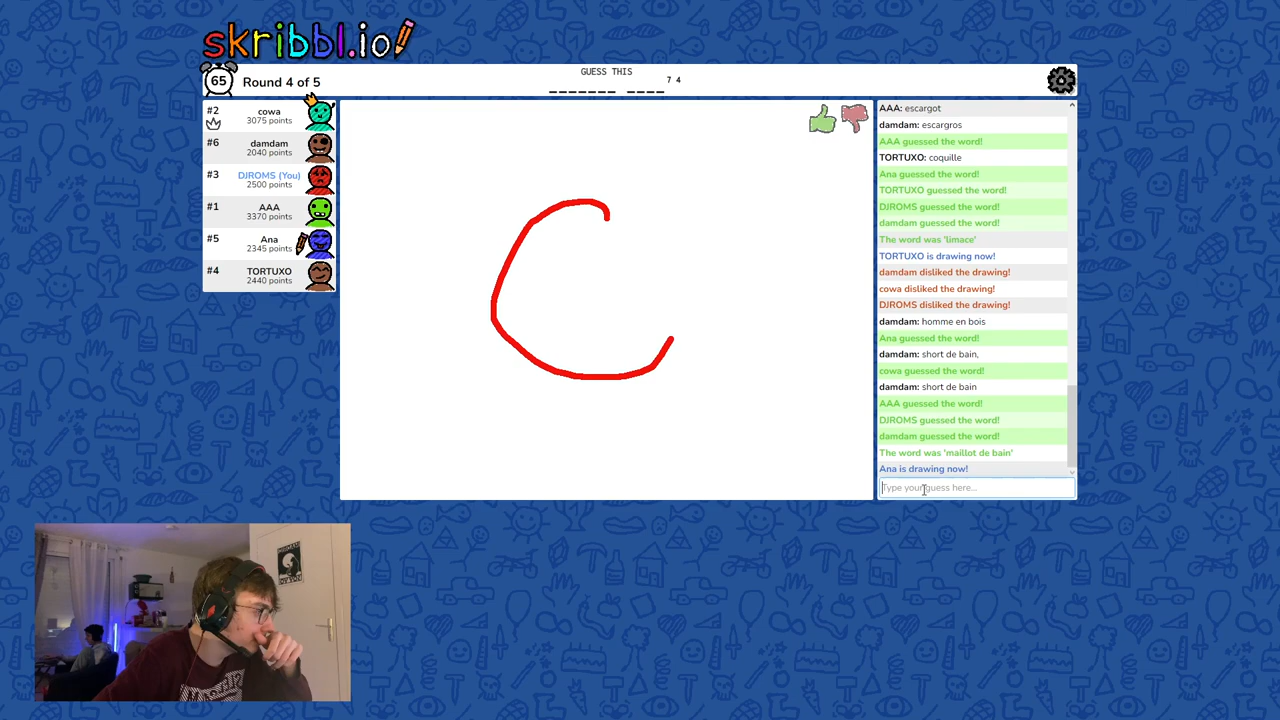 skribbl.io
65
Round 4 of 5
GUESS THIS
_______ ____ 7 4
#2 cowa
3075 points
#6 damdam
2040 points
#3 DJROMS (You)
2500 points
#1 AAA
3370 points
#5 Ana
2345 points
#4 TORTUXO
2440 points
AAA: escargot
damdam: escargros
AAA guessed the word!
TORTUXO: coquille
Ana guessed the word!
TORTUXO guessed the word!
DJROMS guessed the word!
damdam guessed the word!
The word was 'limace'
TORTUXO is drawing now!
damdam disliked the drawing!
cowa disliked the drawing!
DJROMS disliked the drawing!
damdam: homme en bois
Ana guessed the word!
damdam: short de bain,
cowa guessed the word!
damdam: short de bain
AAA guessed the word!
DJROMS guessed the word!
damdam guessed the word!
The word was 'maillot de bain'
Ana is drawing now!
Type your guess here...